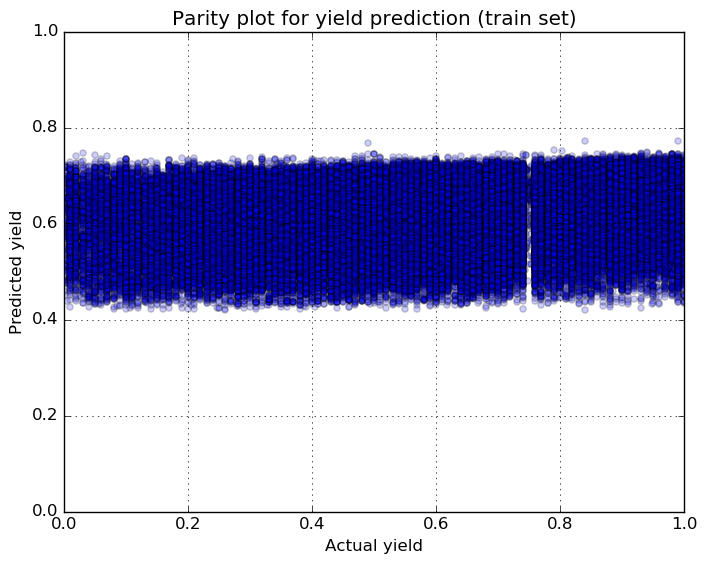 Parity plot for yield prediction (train set)
1.0
0.8
0.6
0.4
0.2
0.0
Predicted yield
0.0 0.2 0.4 0.6 0.8 1.0
Actual yield